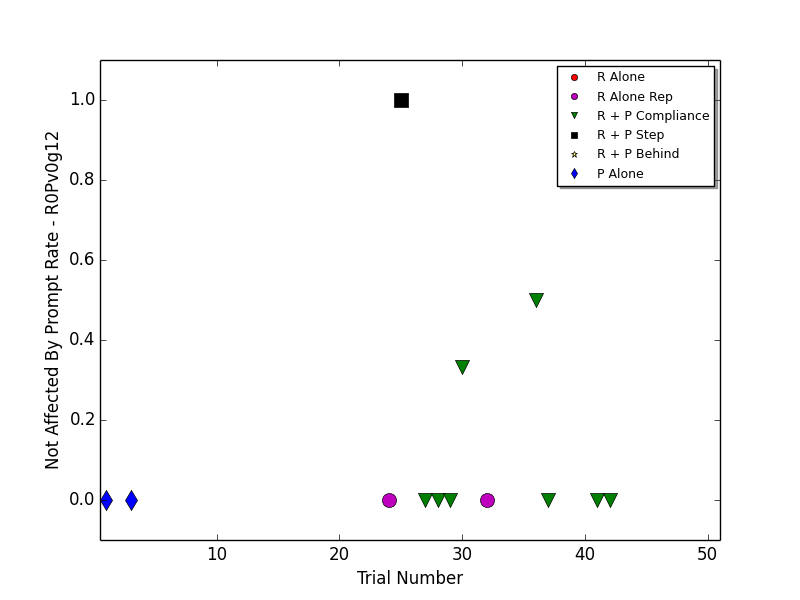 R Alone
R Alone Rep
R + P Compliance
R + P Step
R + P Behind
P Alone
1.0
0.8
0.6
0.4
0.2
0.0
Not Affected By Prompt Rate - R0Pv0g12
10 20 30 40 50
Trial Number